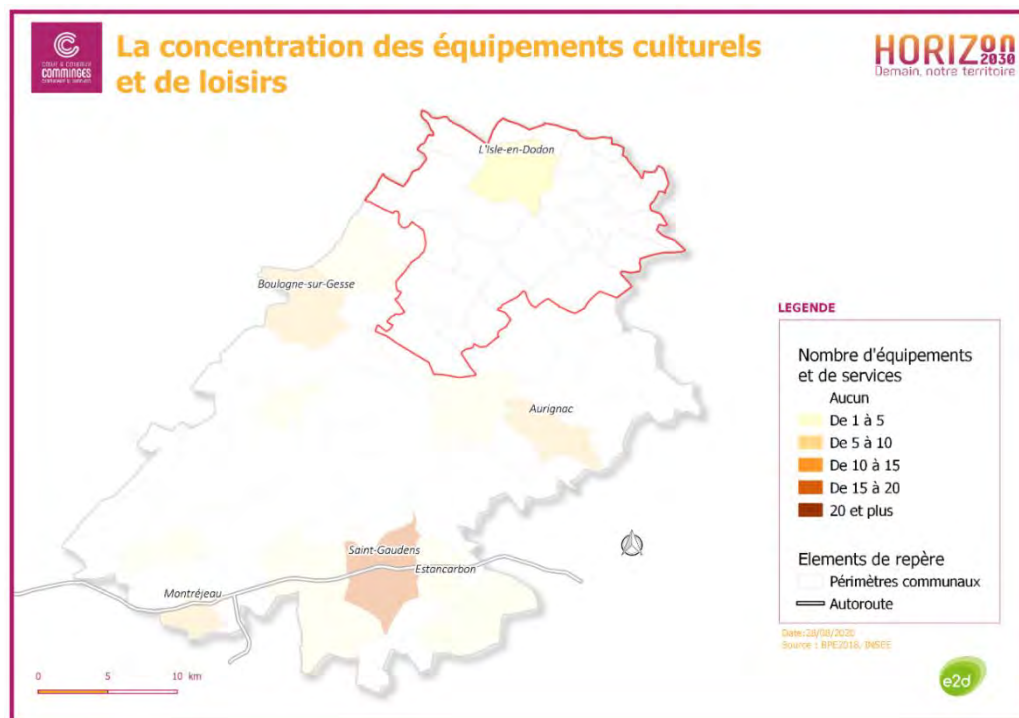 CŒUR & COTEAUX
COMMINGES
La concentration des équipements culturels
et de loisirs
HORIZON
2030
Demain, notre territoire
L'Isle-en-Dodon
Boulogne-sur-Gesse
Aurignac
Saint-Gaudens
Estancarbon
Montréjeau
0 5 10 km
LEGENDE
Nombre d'équipements
et de services
Aucun
De 1 à 5
De 5 à 10
De 10 à 15
De 15 à 20
20 et plus
Elements de repère
Périmètres communaux
Autoroute
Date: 28/08/2020
Source : BPE2018, INSEE
e2d